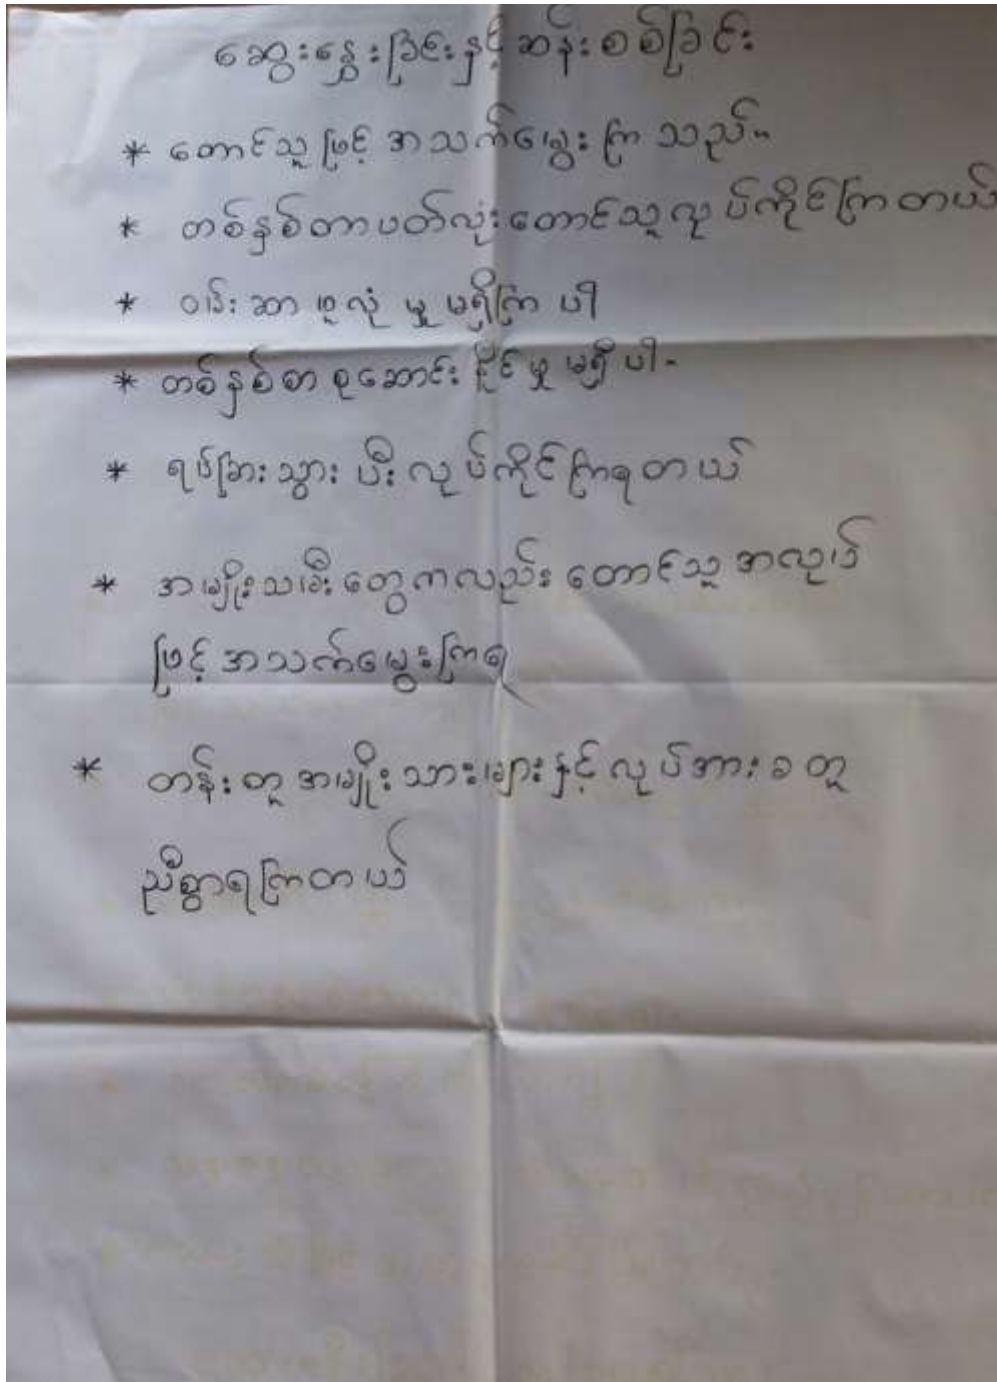 ဆွေးနွေးခြင်းနှင့် ဆန်းစစ်ခြင်း
* တောင်သူဖြင့် အသက်မွေးကြသည်။
* တစ်နှစ်တာပတ်လုံးတောင်သူလုပ်ကိုင်ကြတယ်
* ဝမ်းစာဖူလုံမှုမရှိကြပါ
* တစ်နှစ်စာစုဆောင်းနိုင်မှုမရှိပါ-
* ရပ်ခြားသွားပီးလုပ်ကိုင်ကြရတယ်
* အမျိုးသမီးတွေကလည်းတောင်သူအလုပ်
ဖြင့်အသက်မွေးကြရ
* တန်းတူအမျိုးသားများနှင့်လုပ်အားခတူ
ညီစွာရကြတယ်